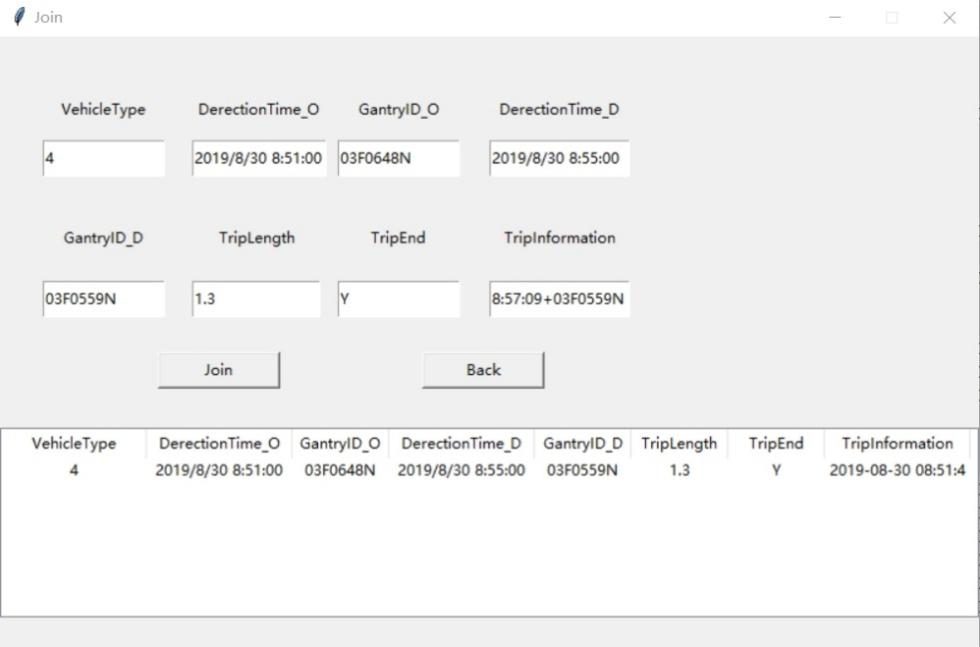 Join
VehicleType DerectionTime_O GantryID_O DerectionTime_D
4 2019/8/30 8:51:00 03F0648N 2019/8/30 8:55:00
GantryID_D TripLength TripEnd TripInformation
03F0559N 1.3 Y 8:57:09+03F0559N
Join Back
VehicleType DerectionTime_O GantryID_O DerectionTime_D GantryID_D TripLength TripEnd TripInformation
4 2019/8/30 8:51:00 03F0648N 2019/8/30 8:55:00 03F0559N 1.3 Y 2019-08-30 08:51:4